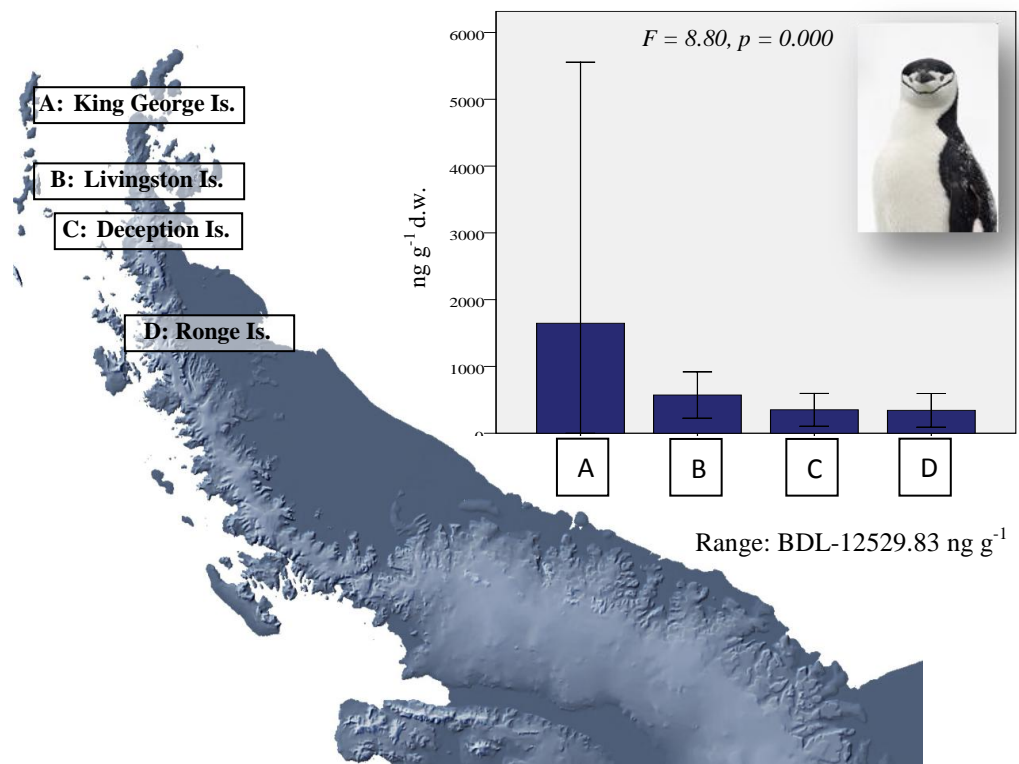 A: King George Is.
B: Livingston Is.
C: Deception Is.
D: Ronge Is.
F = 8.80, p = 0.000
ng g-1 d.w.
6000
5000
4000
3000
2000
1000
0
A B C D
Range: BDL-12529.83 ng g-1